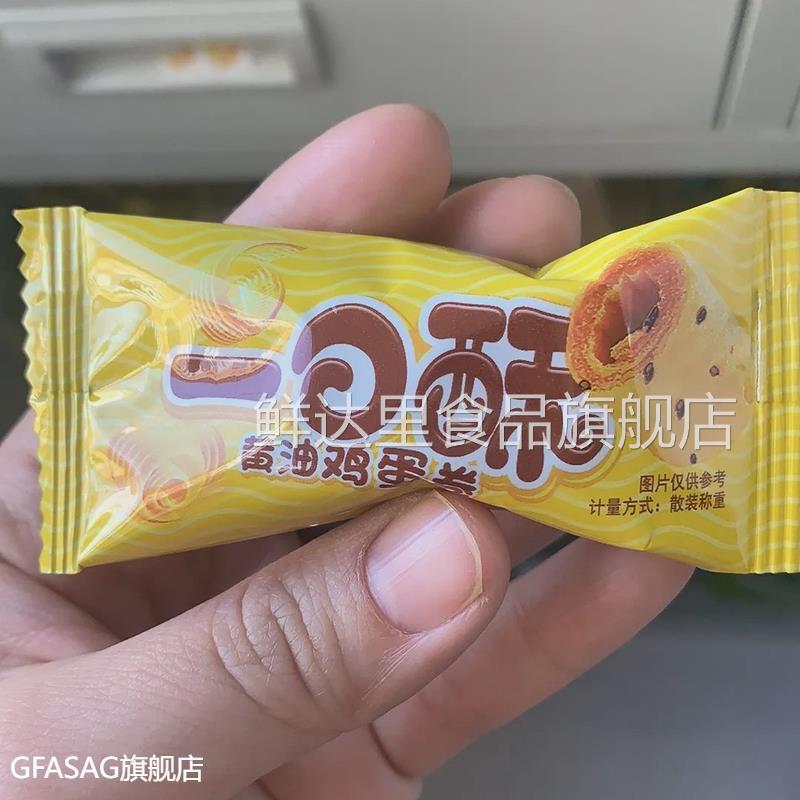 一口酥
鲜达里食品旗舰店
黄油鸡蛋卷
图片仅供参考
计量方式：散装称重
GFASAG旗舰店